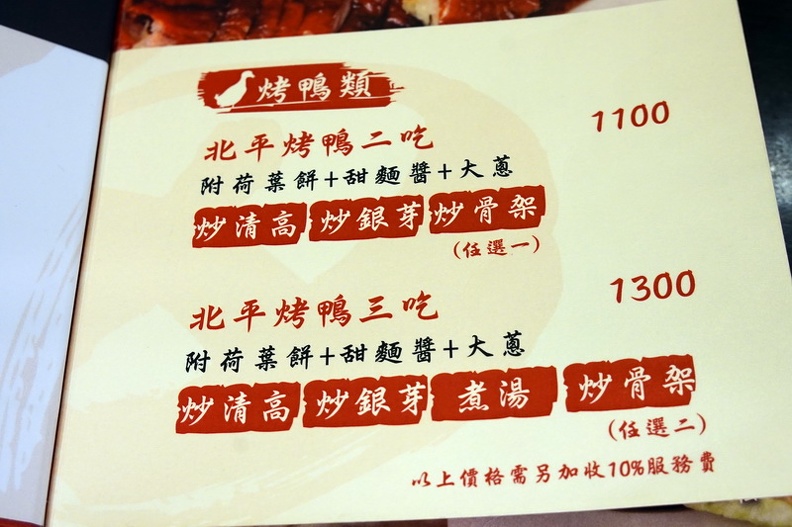 烤鴨類
北平烤鴨二吃 1100
附荷葉餅+甜麵醬+大蔥
炒清高 炒銀芽 炒骨架
(任選一)
北平烤鴨三吃 1300
附荷葉餅+甜麵醬+大蔥
炒清高 炒銀芽 煮湯 炒骨架
(任選二)
以上價格需另加收10%服務費